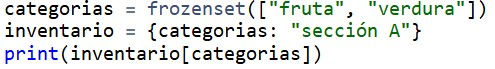 categorias = frozenset(["fruta", "verdura"])
inventario = {categorias: "sección A"}
print(inventario[categorias])